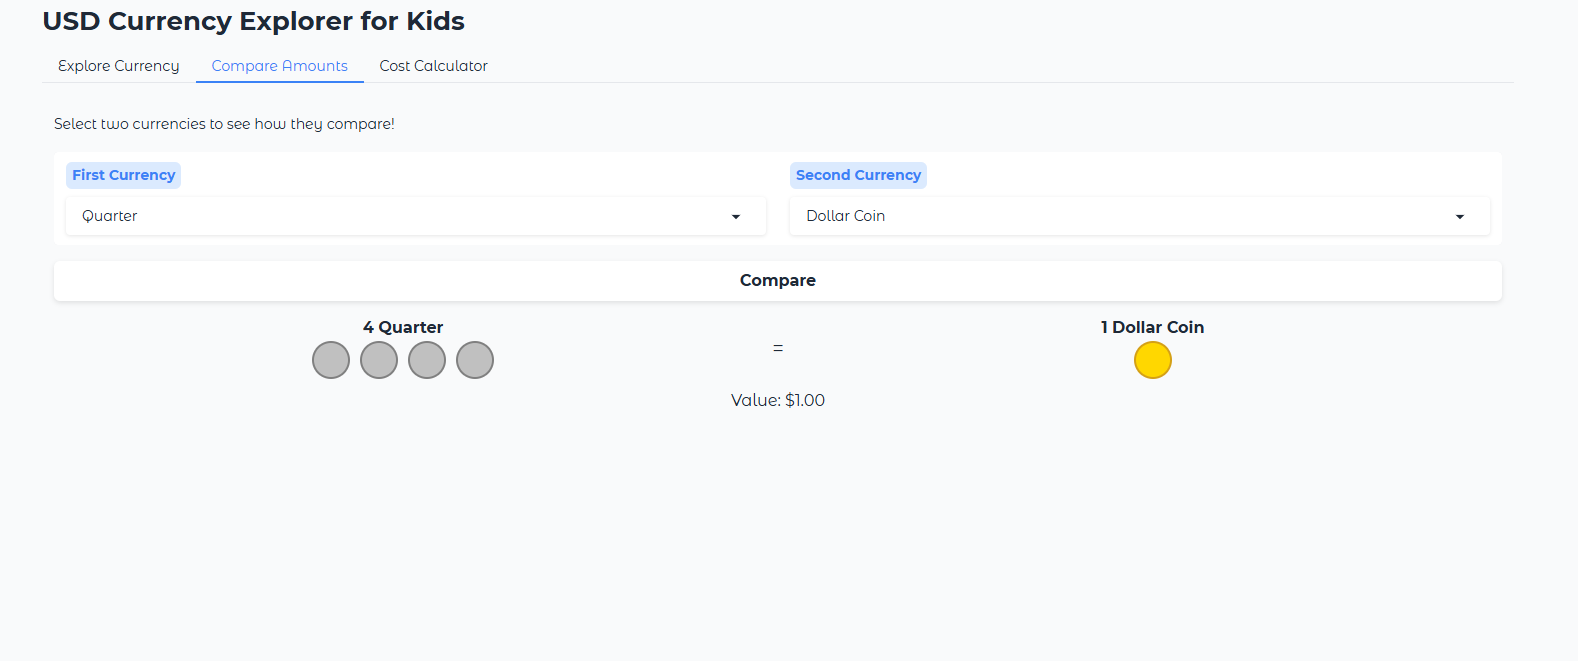 USD Currency Explorer for Kids
Explore Currency Compare Amounts Cost Calculator
Select two currencies to see how they compare!
First Currency Second Currency
Quarter Dollar Coin
Compare
4 Quarter = 1 Dollar Coin
Value: $1.00